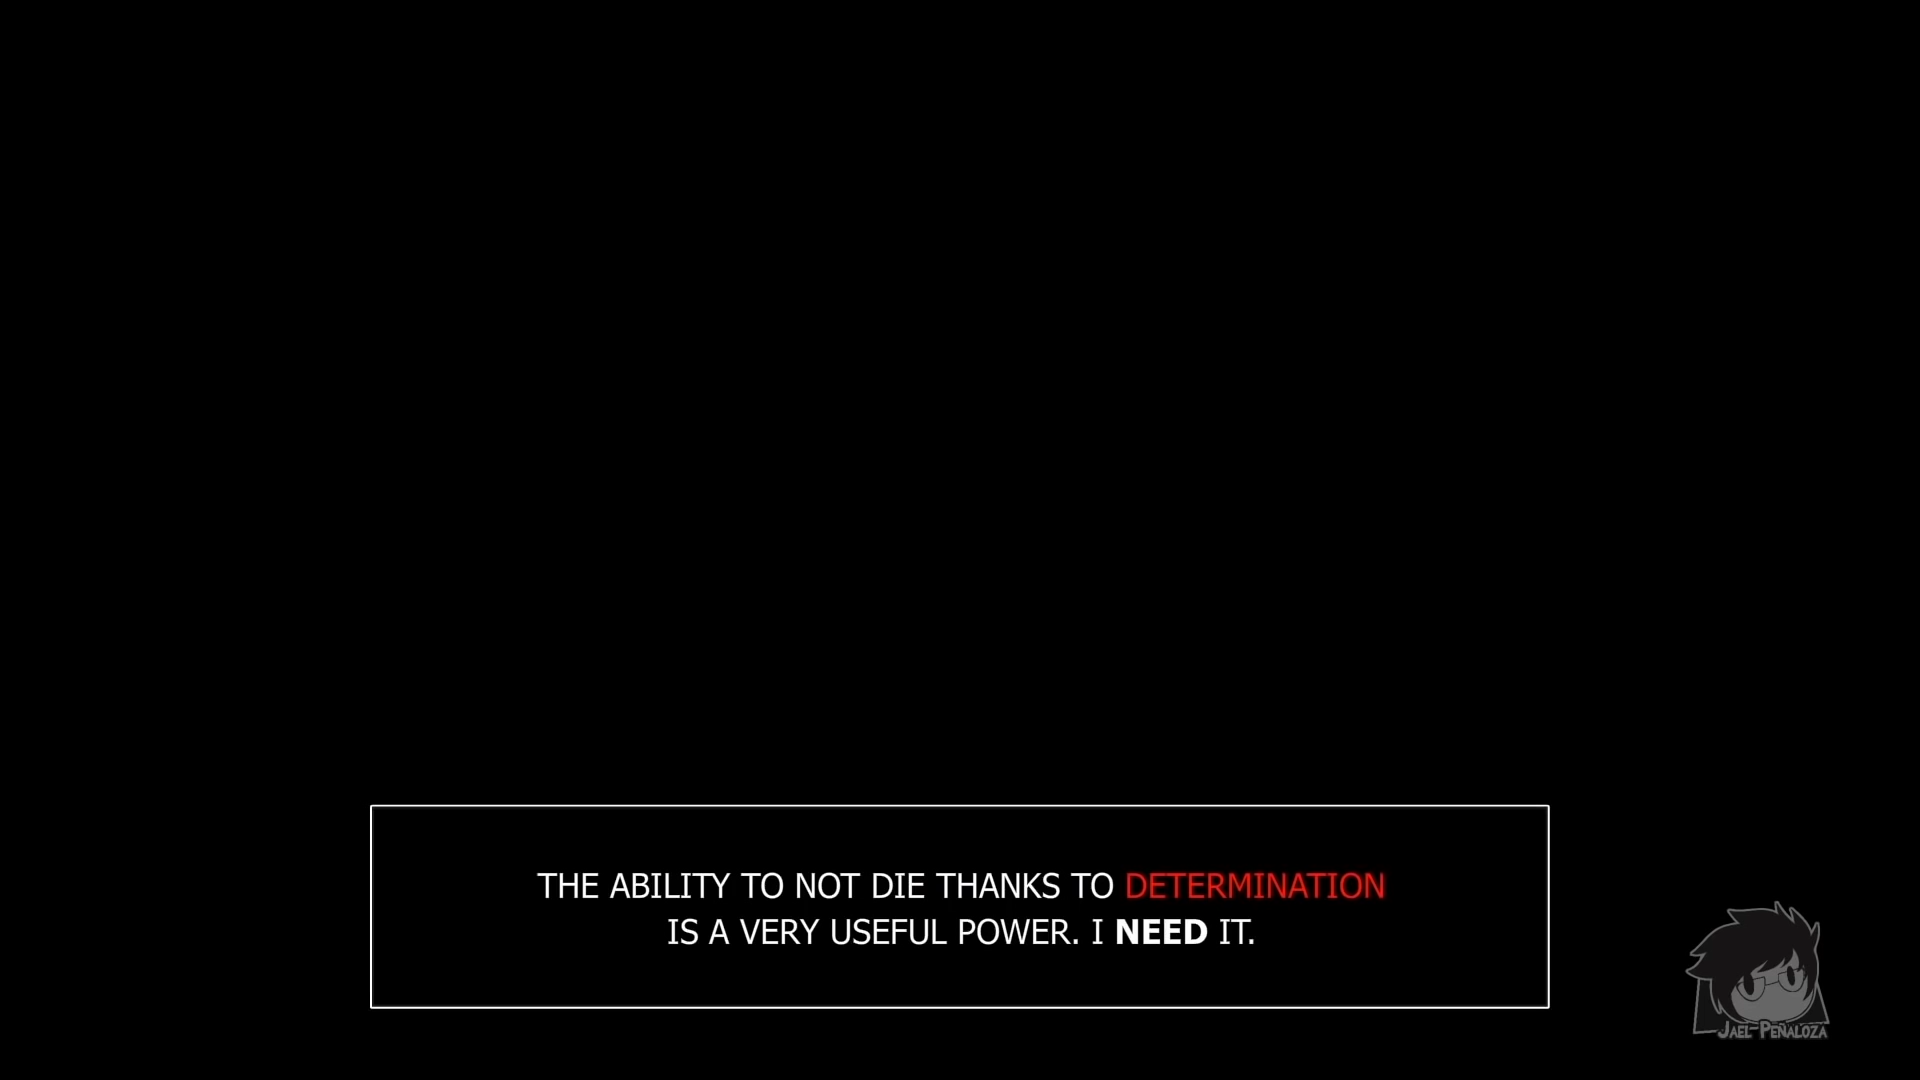 THE ABILITY TO NOT DIE THANKS TO DETERMINATION
IS A VERY USEFUL POWER. I NEED IT.
JAEL-PEÑALOZA